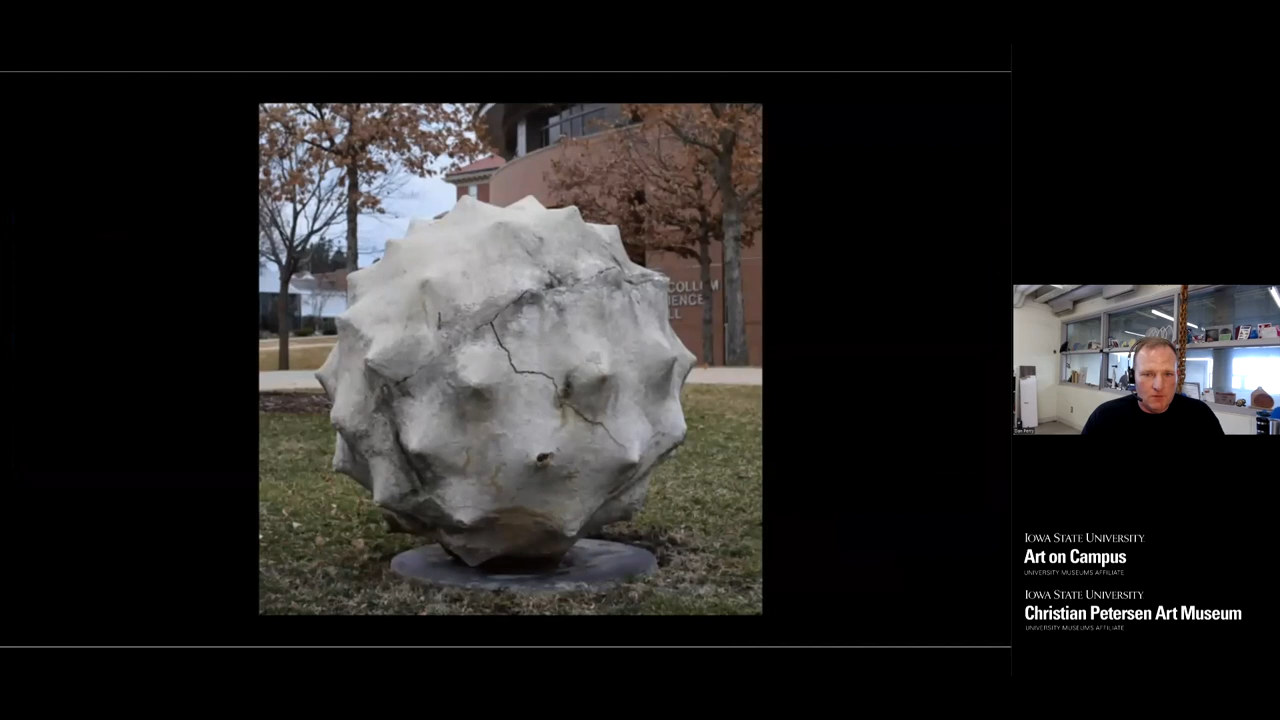 COLLUM
IENCE
LL
IOWA STATE UNIVERSITY
Art on Campus
UNIVERSITY MUSEUMS AFFILIATE
IOWA STATE UNIVERSITY
Christian Petersen Art Museum
UNIVERSITY MUSEUMS AFFILIATE